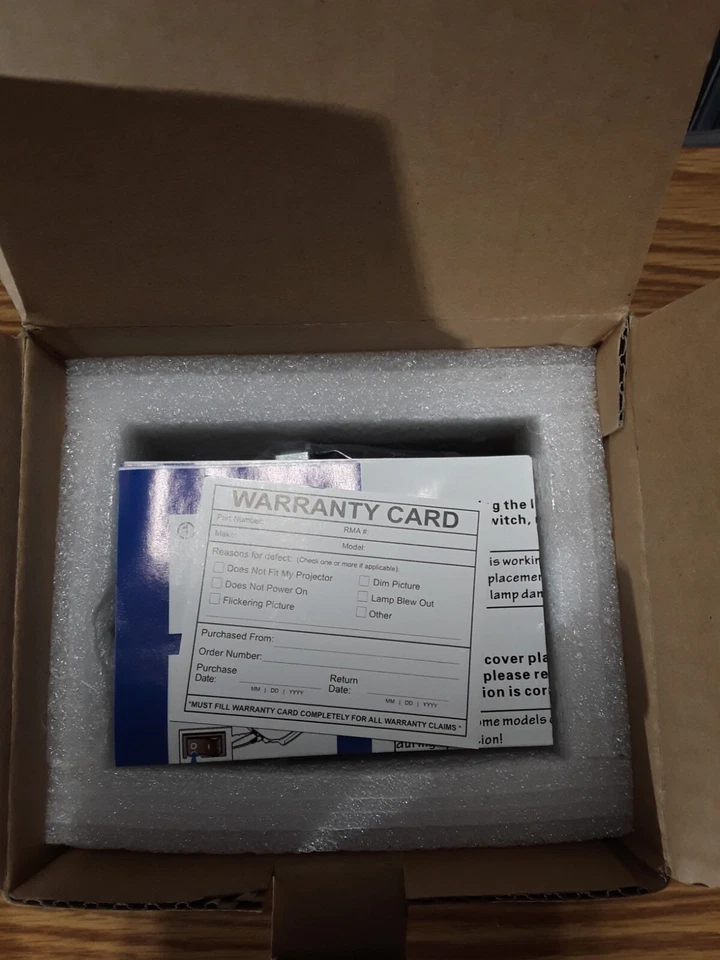 WARRANTY CARD
Part Number:
RMA #:
Make:
Model:
Reasons for defect: (Check one or more if applicable):
Does Not Fit My Projector
Does Not Power On
Flickering Picture
Dim Picture
Lamp Blew Out
Other
Purchased From:
Order Number:
Purchase
Date:
MM | DD | YYYY
Return
Date:
MM | DD | YYYY
"MUST FILL WARRANTY CARD COMPLETELY FOR ALL WARRANTY CLAIMS"
g the l
witch,
is workin
placemen
lamp dam
cover pla
please re
ion is cor
me models
sion!